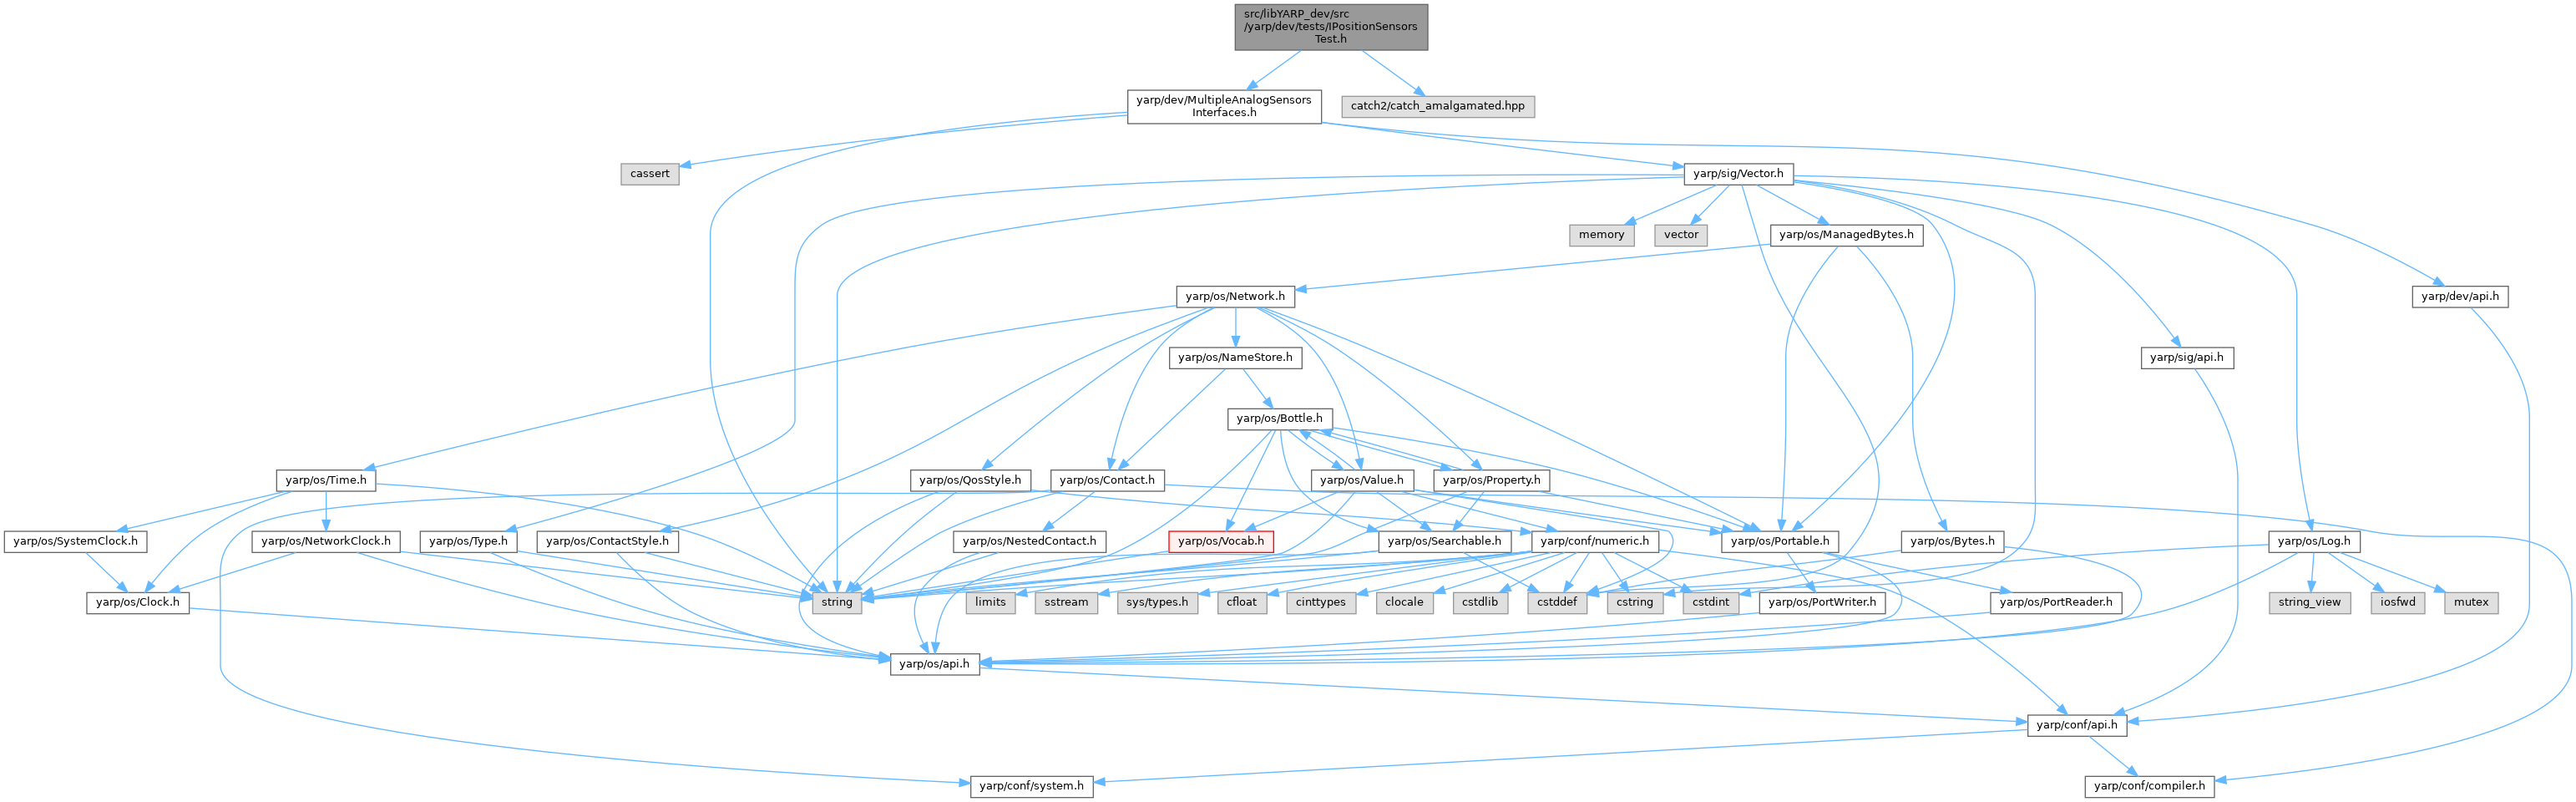 src/libYARP_dev/src
/yarp/dev/tests/IPositionSensors
Test.h
yarp/dev/MultipleAnalogSensors
Interfaces.h
catch2/catch_amalgamated.hpp
cassert
yarp/sig/Vector.h
memory
vector
yarp/os/ManagedBytes.h
yarp/os/Network.h
yarp/dev/api.h
yarp/os/NameStore.h
yarp/sig/api.h
yarp/os/Bottle.h
yarp/os/Time.h
yarp/os/QosStyle.h
yarp/os/Contact.h
yarp/os/Value.h
yarp/os/Property.h
yarp/os/SystemClock.h
yarp/os/NetworkClock.h
yarp/os/Type.h
yarp/os/ContactStyle.h
yarp/os/NestedContact.h
yarp/os/Vocab.h
yarp/os/Searchable.h
yarp/conf/numeric.h
yarp/os/Portable.h
yarp/os/Bytes.h
yarp/os/Log.h
yarp/os/Clock.h
string
limits
sstream
sys/types.h
cfloat
cinttypes
clocale
cstdlib
cstddef
cstring
cstdint
yarp/os/PortWriter.h
yarp/os/PortReader.h
string_view
iosfwd
mutex
yarp/os/api.h
yarp/conf/api.h
yarp/conf/system.h
yarp/conf/compiler.h